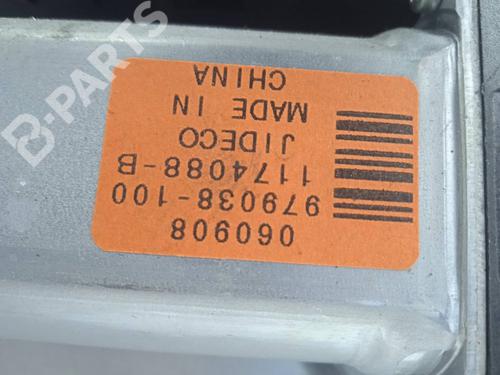 060908
979038-100
1174088-B
JIDECO
MADE IN
CHINA
B-PARTS